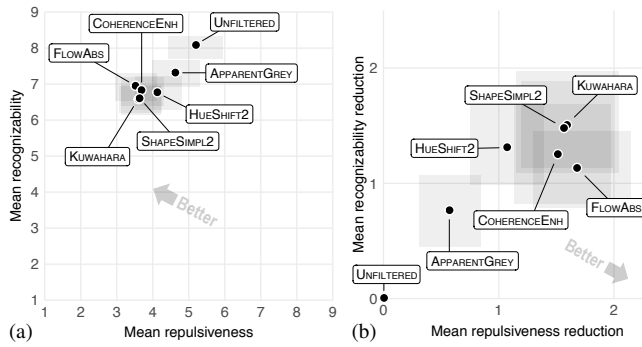 9
8
7
6
5
4
3
2
1
1 2 3 4 5 6 7 8 9
Mean recognizability
Mean repulsiveness
COHERENCEENH
UNFILTERED
FLOWABS
APPARENTGREY
HUESHIFT2
SHAPESIMPL2
KUWAHARA
Better
(a)
2
1
0
0 1 2
Mean recognizability reduction
Mean repulsiveness reduction
SHAPESIMPL2
KUWAHARA
HUESHIFT2
COHERENCEENH
FLOWABS
APPARENTGREY
UNFILTERED
Better
(b)